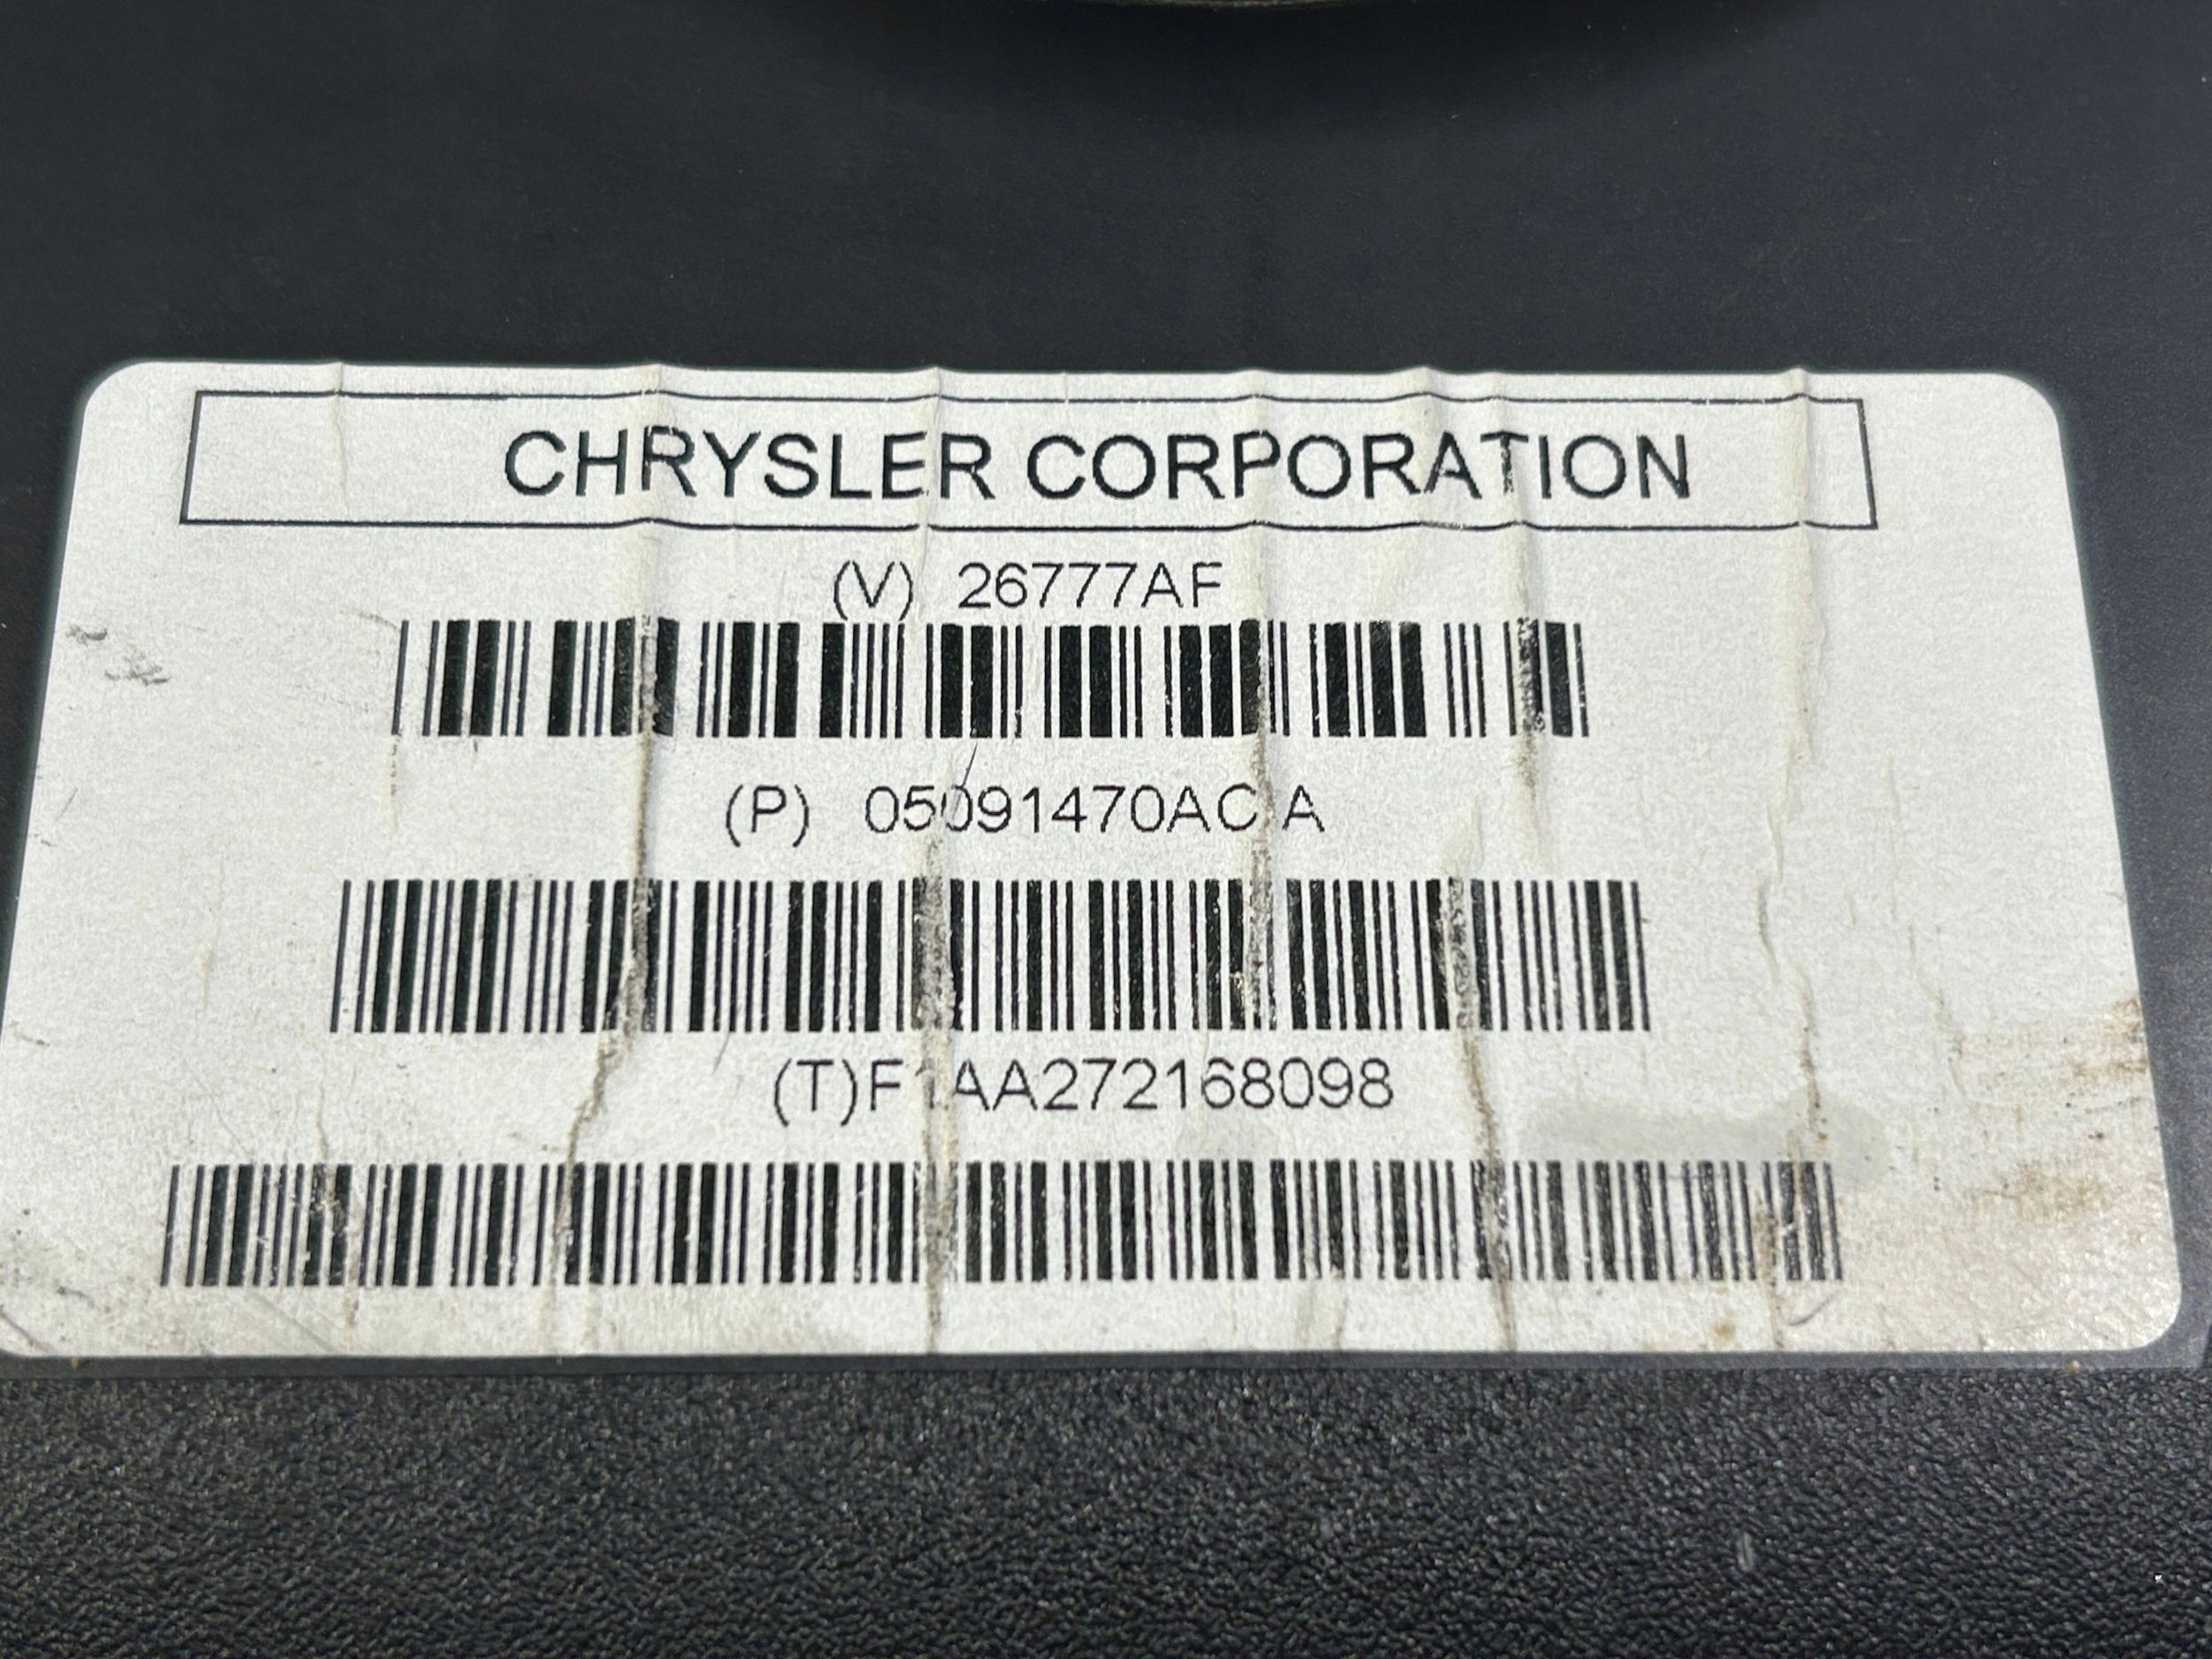 CHRYSLER CORPORATION
(V) 26777AF
(P) 05091470AC A
(T)F1AA272168098